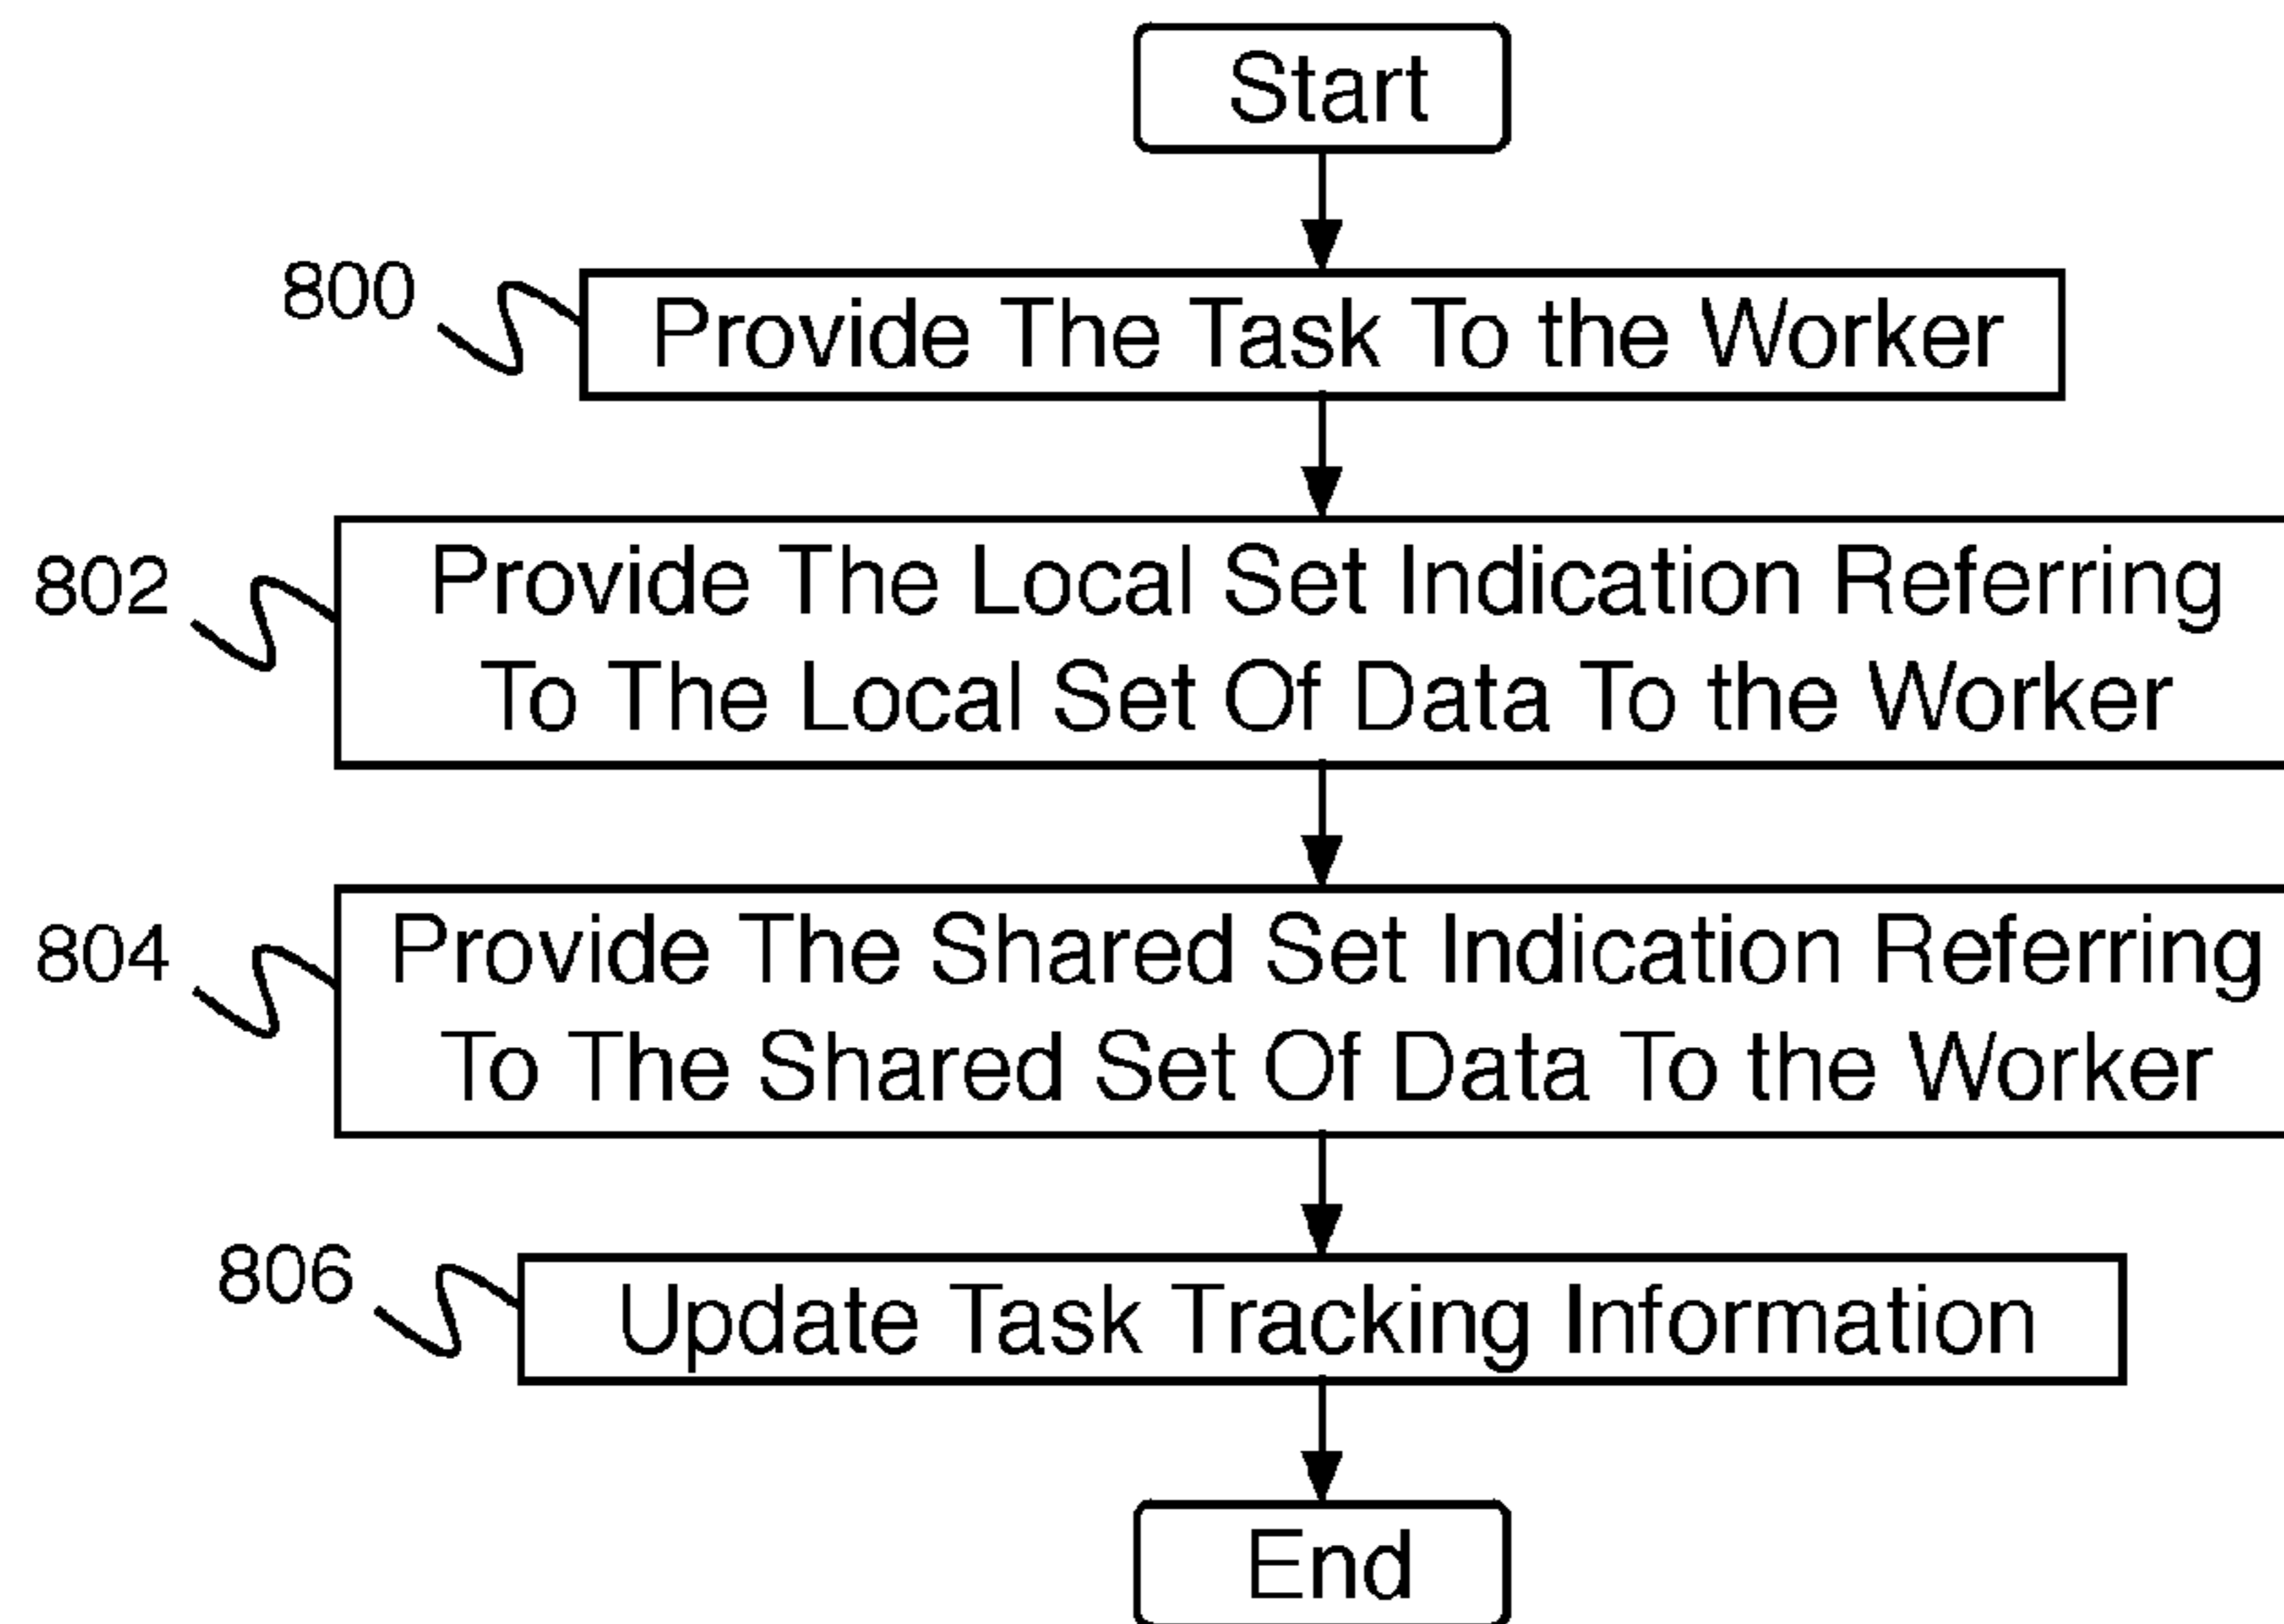 Start
800
Provide The Task To the Worker
802
Provide The Local Set Indication Referring
To The Local Set Of Data To the Worker
804
Provide The Shared Set Indication Referring
To The Shared Set Of Data To the Worker
806
Update Task Tracking Information
End